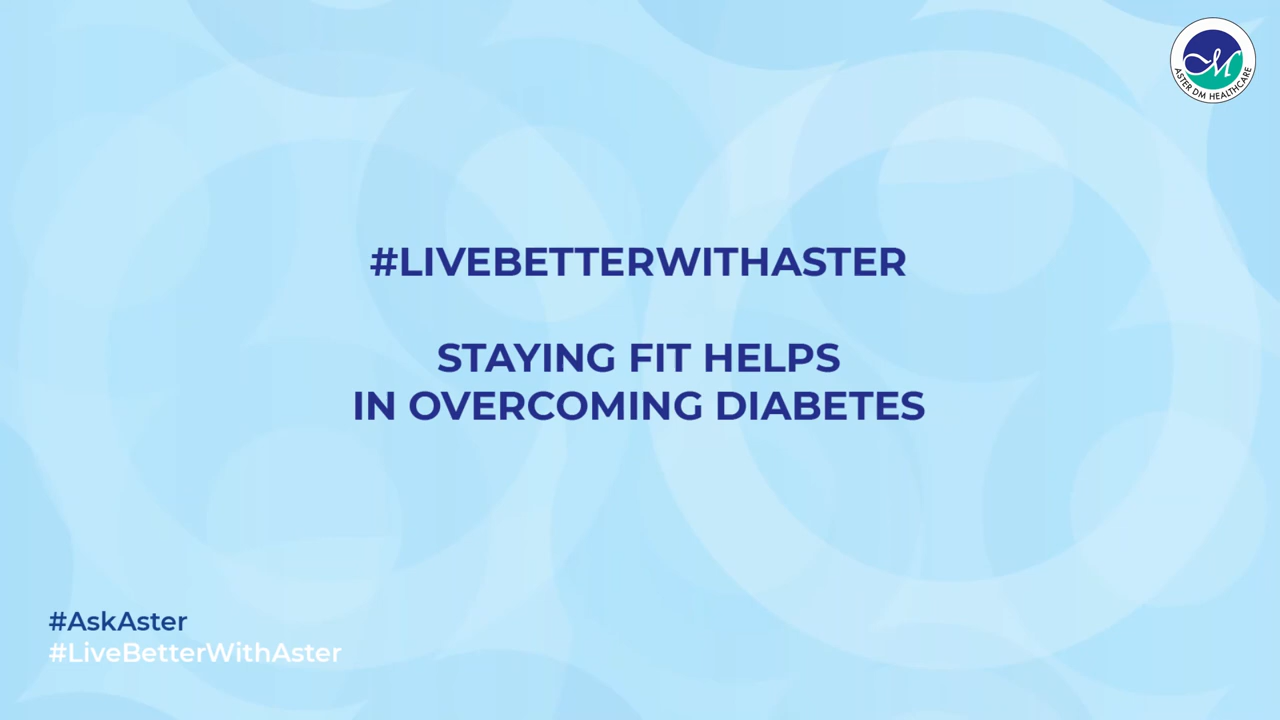 ASTER DM HEALTHCARE
#LIVEBETTERWITHASTER
STAYING FIT HELPS
IN OVERCOMING DIABETES
#AskAster
#LiveBetterWithAster